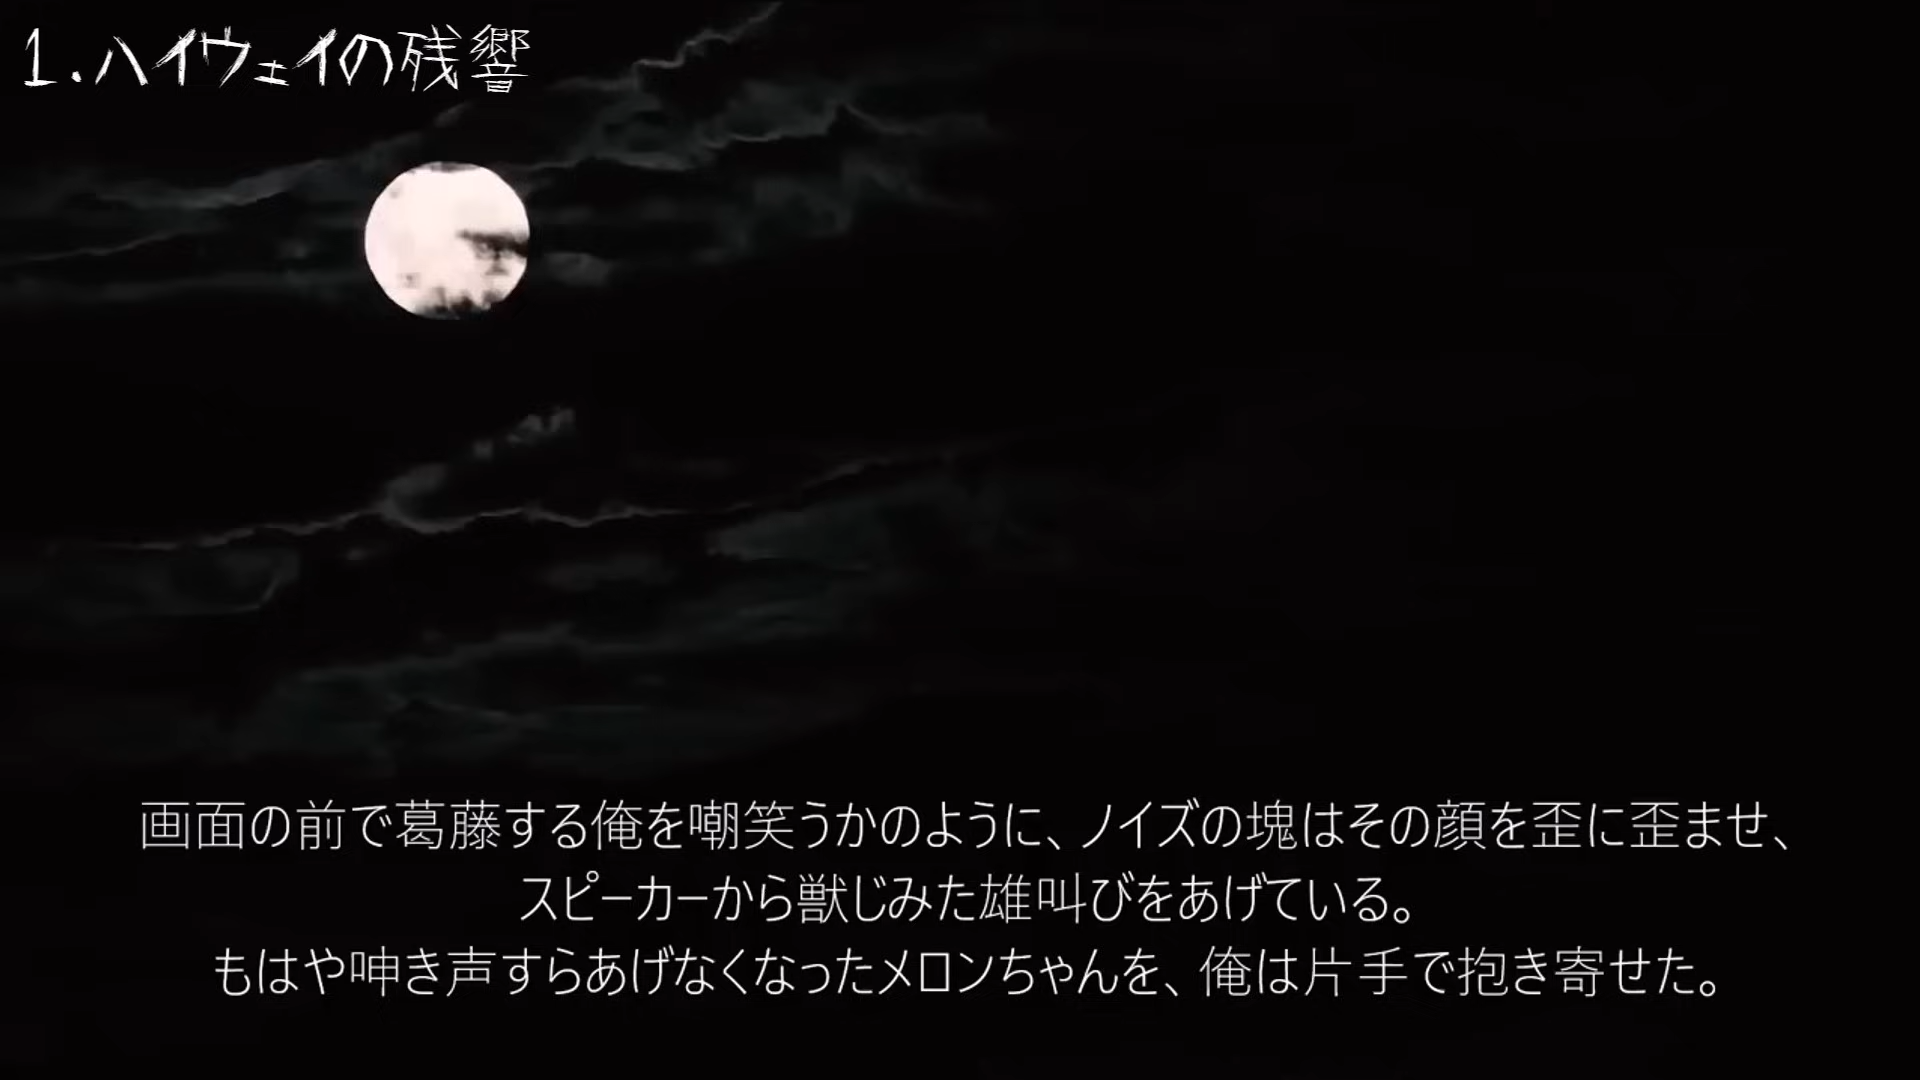 1.ハイウェイの残響
画面の前で葛藤する俺を嘲笑うかのように、ノイズの塊はその顔を歪に歪ませ、
スピーカーから獣じみた雄叫びをあげている。
もはや呻き声すらあげなくなったメロンちゃんを、俺は片手で抱き寄せた。